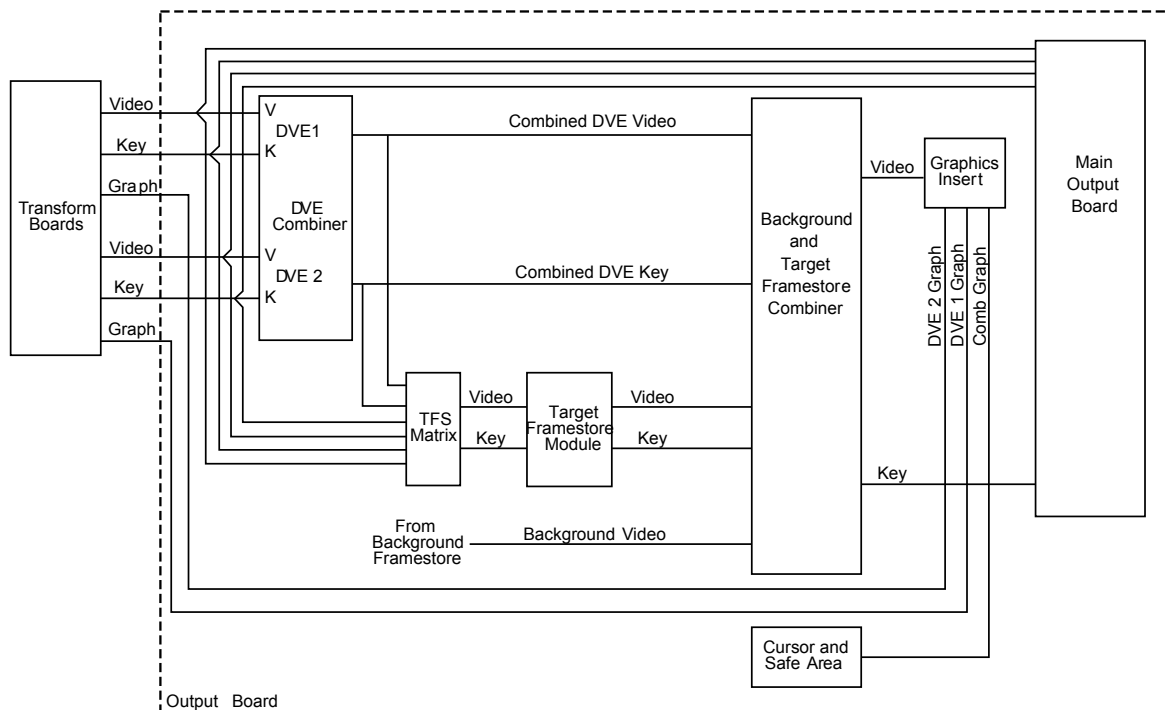 Transform
Boards
Video
Key
Graph
Video
Key
Graph
V
DVE1
K
DVE
Combiner
V
DVE 2
K
Combined DVE Video
Combined DVE Key
TFS
Matrix
Video
Key
Target
Framestore
Module
Video
Key
From
Background
Framestore
Background Video
Background
and
Target
Framestore
Combiner
Video
Key
Graphics
Insert
DVE 2 Graph
DVE 1 Graph
Comb Graph
Main
Output
Board
Cursor and
Safe Area
Output Board